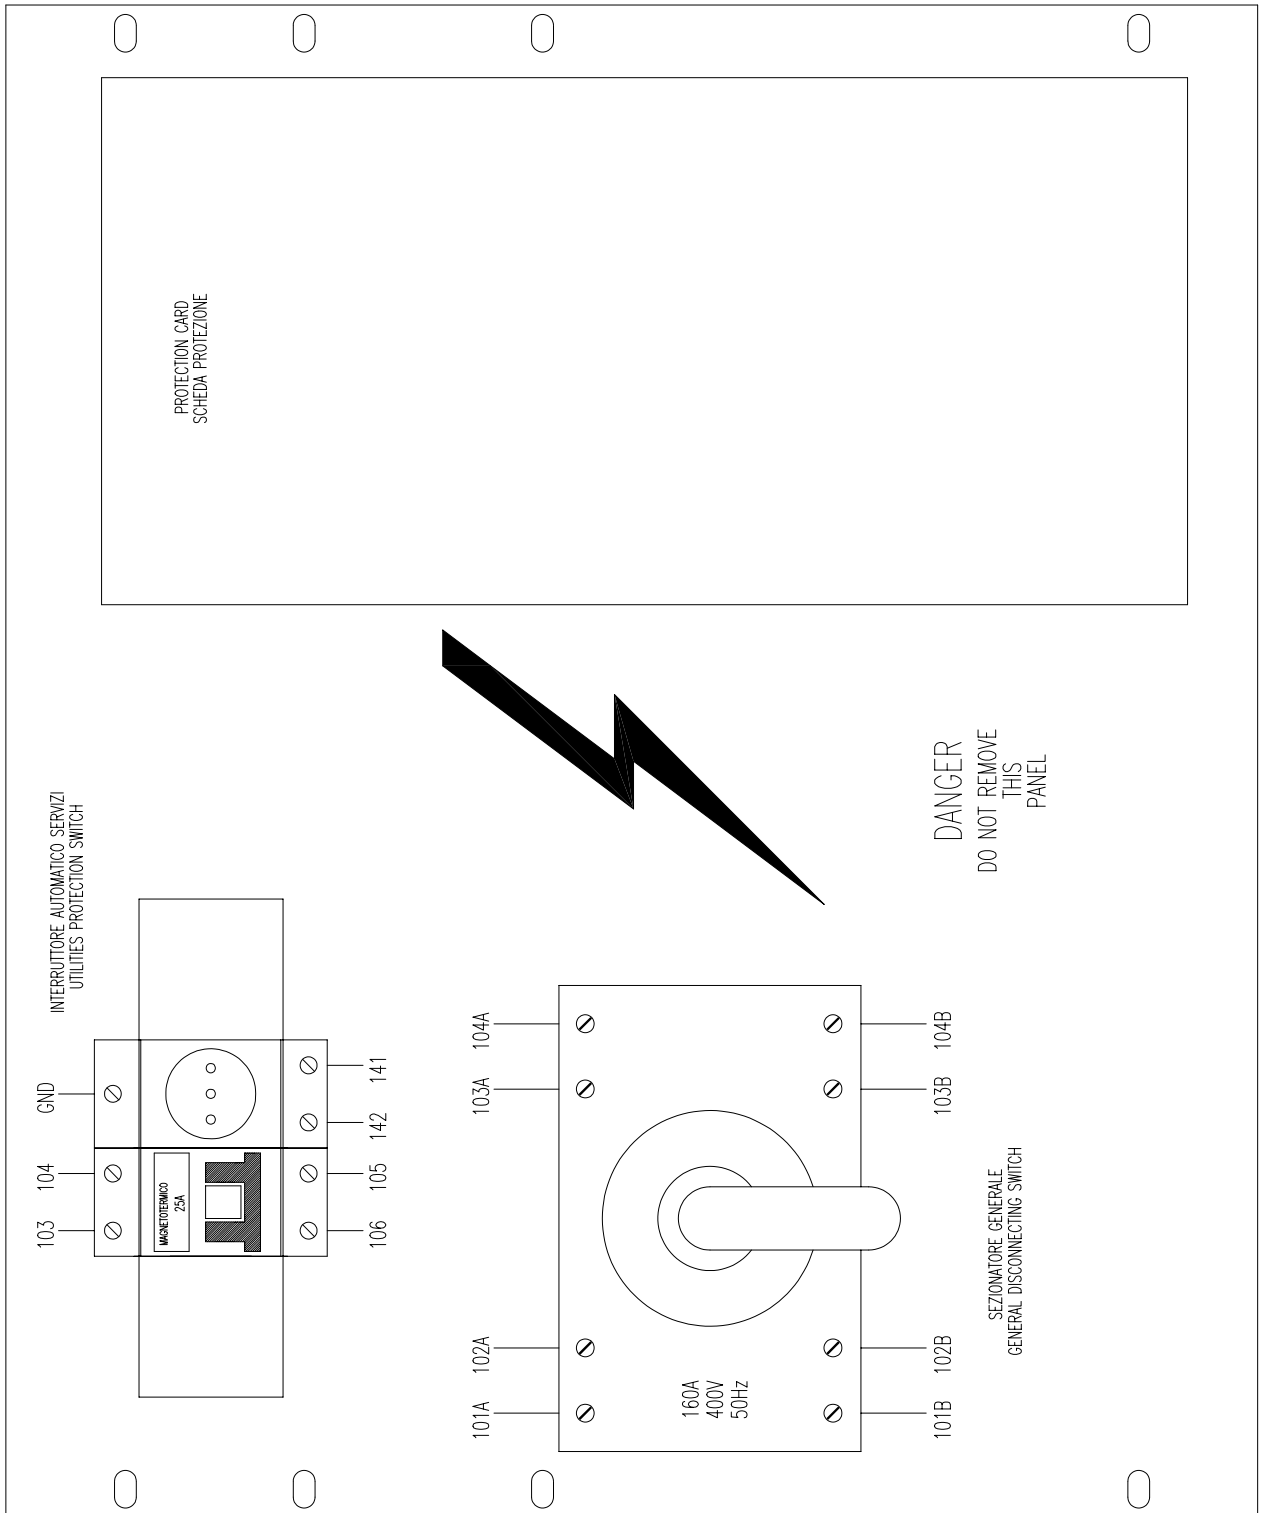 PROTECTION CARD
SCHEDA PROTEZIONE
INTERRUTTORE AUTOMATICO SERVIZI
UTILITIES PROTECTION SWITCH
DANGER
DO NOT REMOVE
THIS
PANEL
103
104
GND
MAGNETOTERMICO
25A
106
105
142
141
101A
102A
103A
104A
160A
400V
50Hz
101B
102B
103B
104B
SEZIONATORE GENERALE
GENERAL DISCONNECTING SWITCH